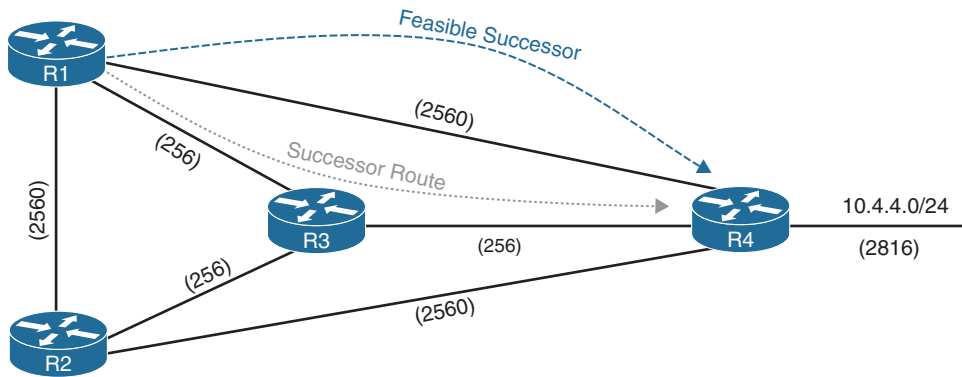 Feasible Successor
R1
(2560)
(256)
Successor Route
(2560)
10.4.4.0/24
R3
R4
(256)
(2816)
(256)
(2560)
R2